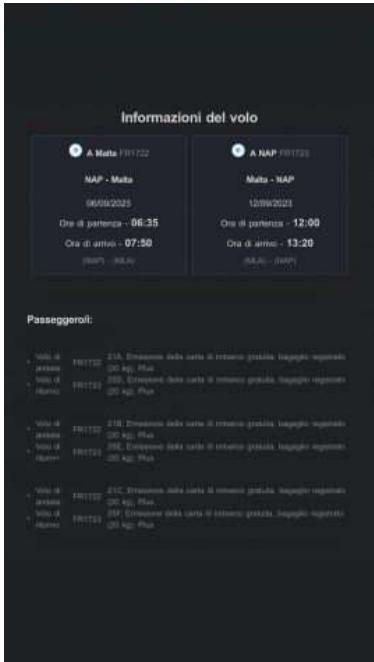 Informazioni del volo
A Malta FR1722
NAP - Malta
06/09/2023
Ora di partenza - 06:35
Ora di arrivo - 07:50
(NAP) - (MLA)
A NAP FR1723
Malta - NAP
12/09/2023
Ora di partenza - 12:00
Ora di arrivo - 13:20
(MLA) - (NAP)
Passeggero/i:
Volo di andata FR1722 21A, Emissione della carta di imbarco gratuita, bagaglio registrato
(20 kg), Plus
Volo di ritorno FR1723 25D, Emissione della carta di imbarco gratuita, bagaglio registrato
(20 kg), Plus
Volo di andata FR1722 21B, Emissione della carta di imbarco gratuita, bagaglio registrato
(20 kg), Plus
Volo di ritorno FR1723 25E, Emissione della carta di imbarco gratuita, bagaglio registrato
(20 kg), Plus
Volo di andata FR1722 21C, Emissione della carta di imbarco gratuita, bagaglio registrato
(20 kg), Plus
Volo di ritorno FR1723 25F, Emissione della carta di imbarco gratuita, bagaglio registrato
(20 kg), Plus